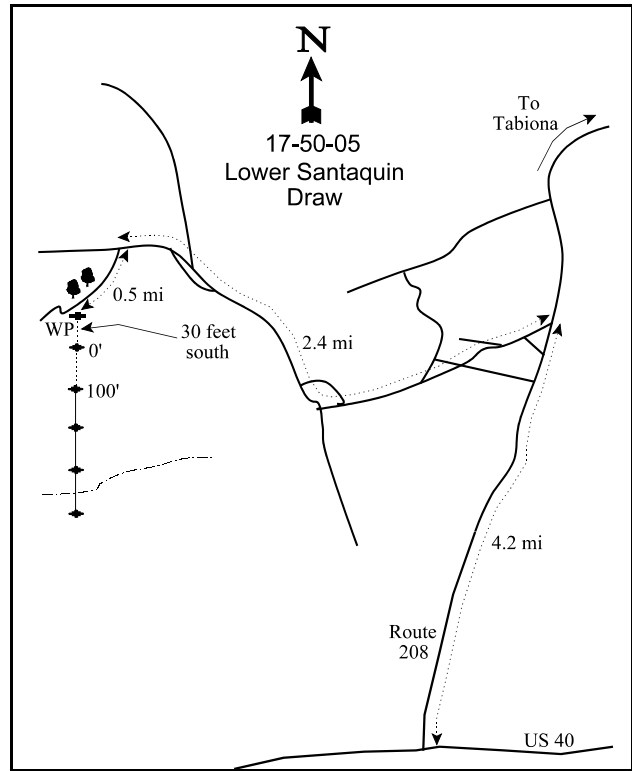 N
17-50-05
Lower Santaquin
Draw
To
Tabiona
0.5 mi
WP
30 feet
south
0'
100'
2.4 mi
4.2 mi
Route
208
US 40